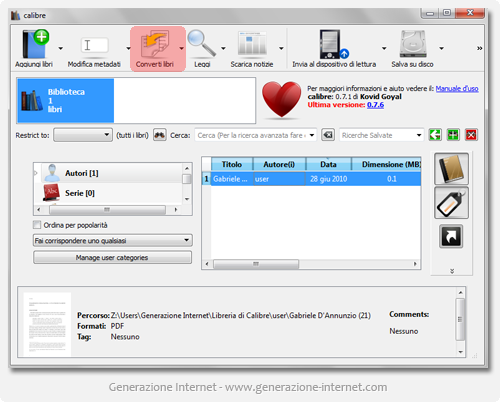 calibre
Aggiungi libri
Modifica metadati
Converti libri
Leggi
Scarica notizie
Invia al dispositivo di lettura
Salva su disco
»
Biblioteca
1
libri
Per maggiori informazioni e aiuto vedere il: Manuale d'uso
calibre: 0.7.1 di Kovid Goyal
Ultima versione: 0.7.6
Restrict to: (tutti i libri) Cerca: Cerca (Per la ricerca avanzata fare Ricerche Salvate
Autori [1]
Serie [0]
Ordina per popolarità
Fai corrispondere uno qualsiasi
Manage user categories
Titolo Autore(i) Data Dimensione (MB)
1 Gabriele ... user 28 giu 2010 0.1
Percorso: Z:\Users\Generazione Internet\Libreria di Calibre\user\Gabriele D'Annunzio (21)
Formati: PDF
Tag: Nessuno
Comments:
Nessuno
Generazione Internet - www.generazione-internet.com